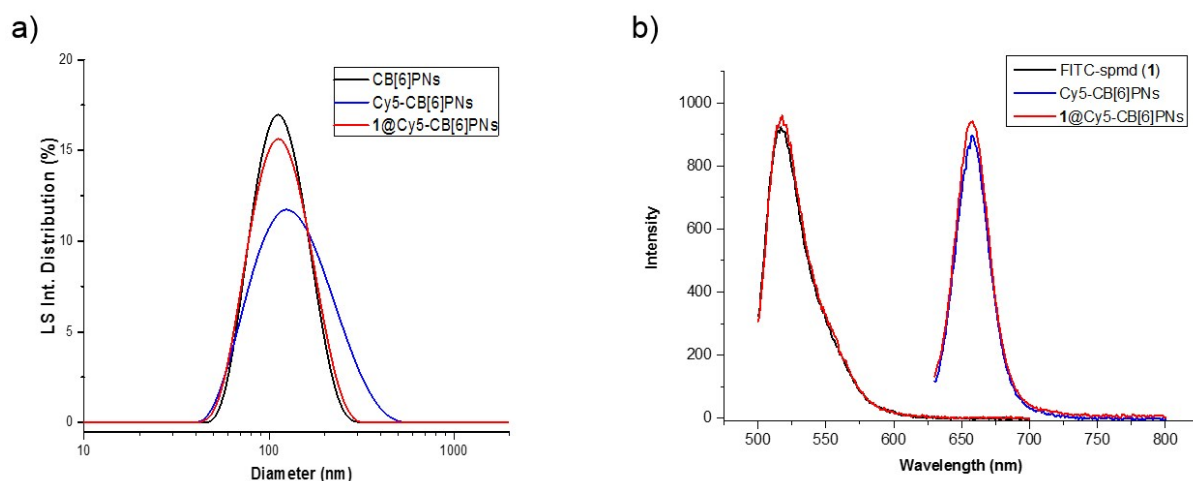 a)
20
15
10
5
0
10
100
1000
LS Int. Distribution (%)
Diameter (nm)
CB[6]PNs
Cy5-CB[6]PNs
1@Cy5-CB[6]PNs
b)
1000
800
600
400
200
0
500
550
600
650
700
750
800
Intensity
Wavelength (nm)
FITC-spmd (1)
Cy5-CB[6]PNs
1@Cy5-CB[6]PNs